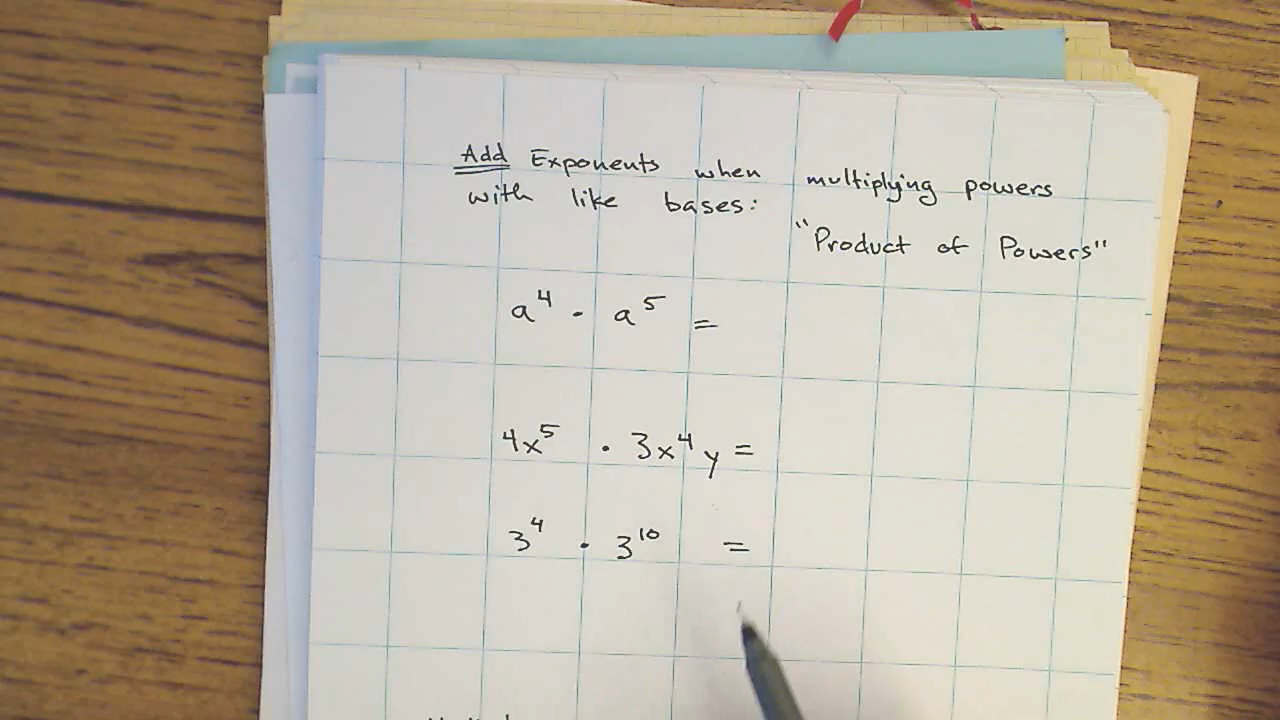 Add Exponents when multiplying powers
with like bases:
"Product of Powers"
a⁴ · a⁵ =
4x⁵ · 3x⁴y =
3⁴ · 3¹⁰ =